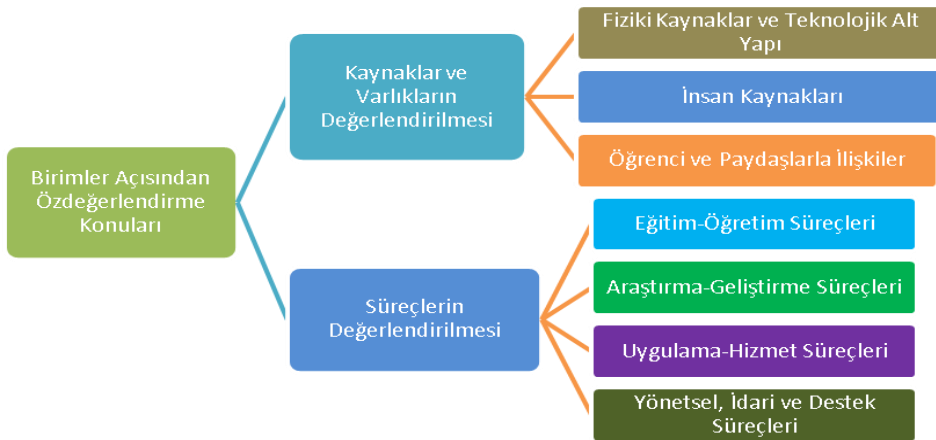 Birimler Açısından
Özdeğerlendirme
Konuları
Kaynaklar ve
Varlıkların
Değerlendirilmesi
Fiziki Kaynaklar ve Teknolojik Alt
Yapı
İnsan Kaynakları
Öğrenci ve Paydaşlarla İlişkiler
Süreçlerin
Değerlendirilmesi
Eğitim-Öğretim Süreçleri
Araştırma-Geliştirme Süreçleri
Uygulama-Hizmet Süreçleri
Yönetsel, İdari ve Destek
Süreçleri